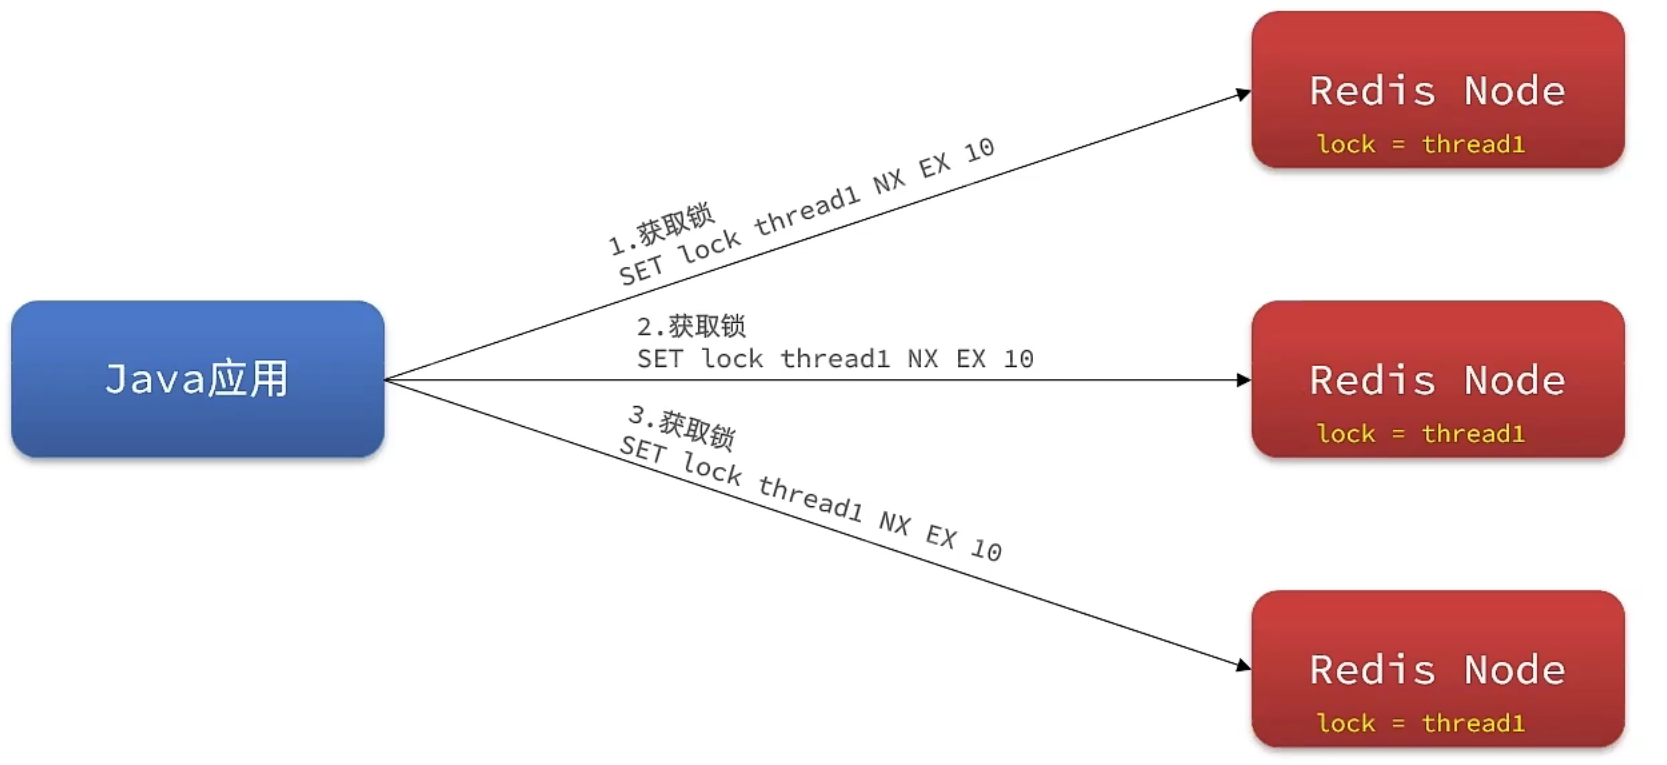 Redis Node
lock = thread1
1.获取锁
SET lock thread1 NX EX 10
2.获取锁
SET lock thread1 NX EX 10
Java应用
Redis Node
lock = thread1
3.获取锁
SET lock thread1 NX EX 10
Redis Node
lock = thread1